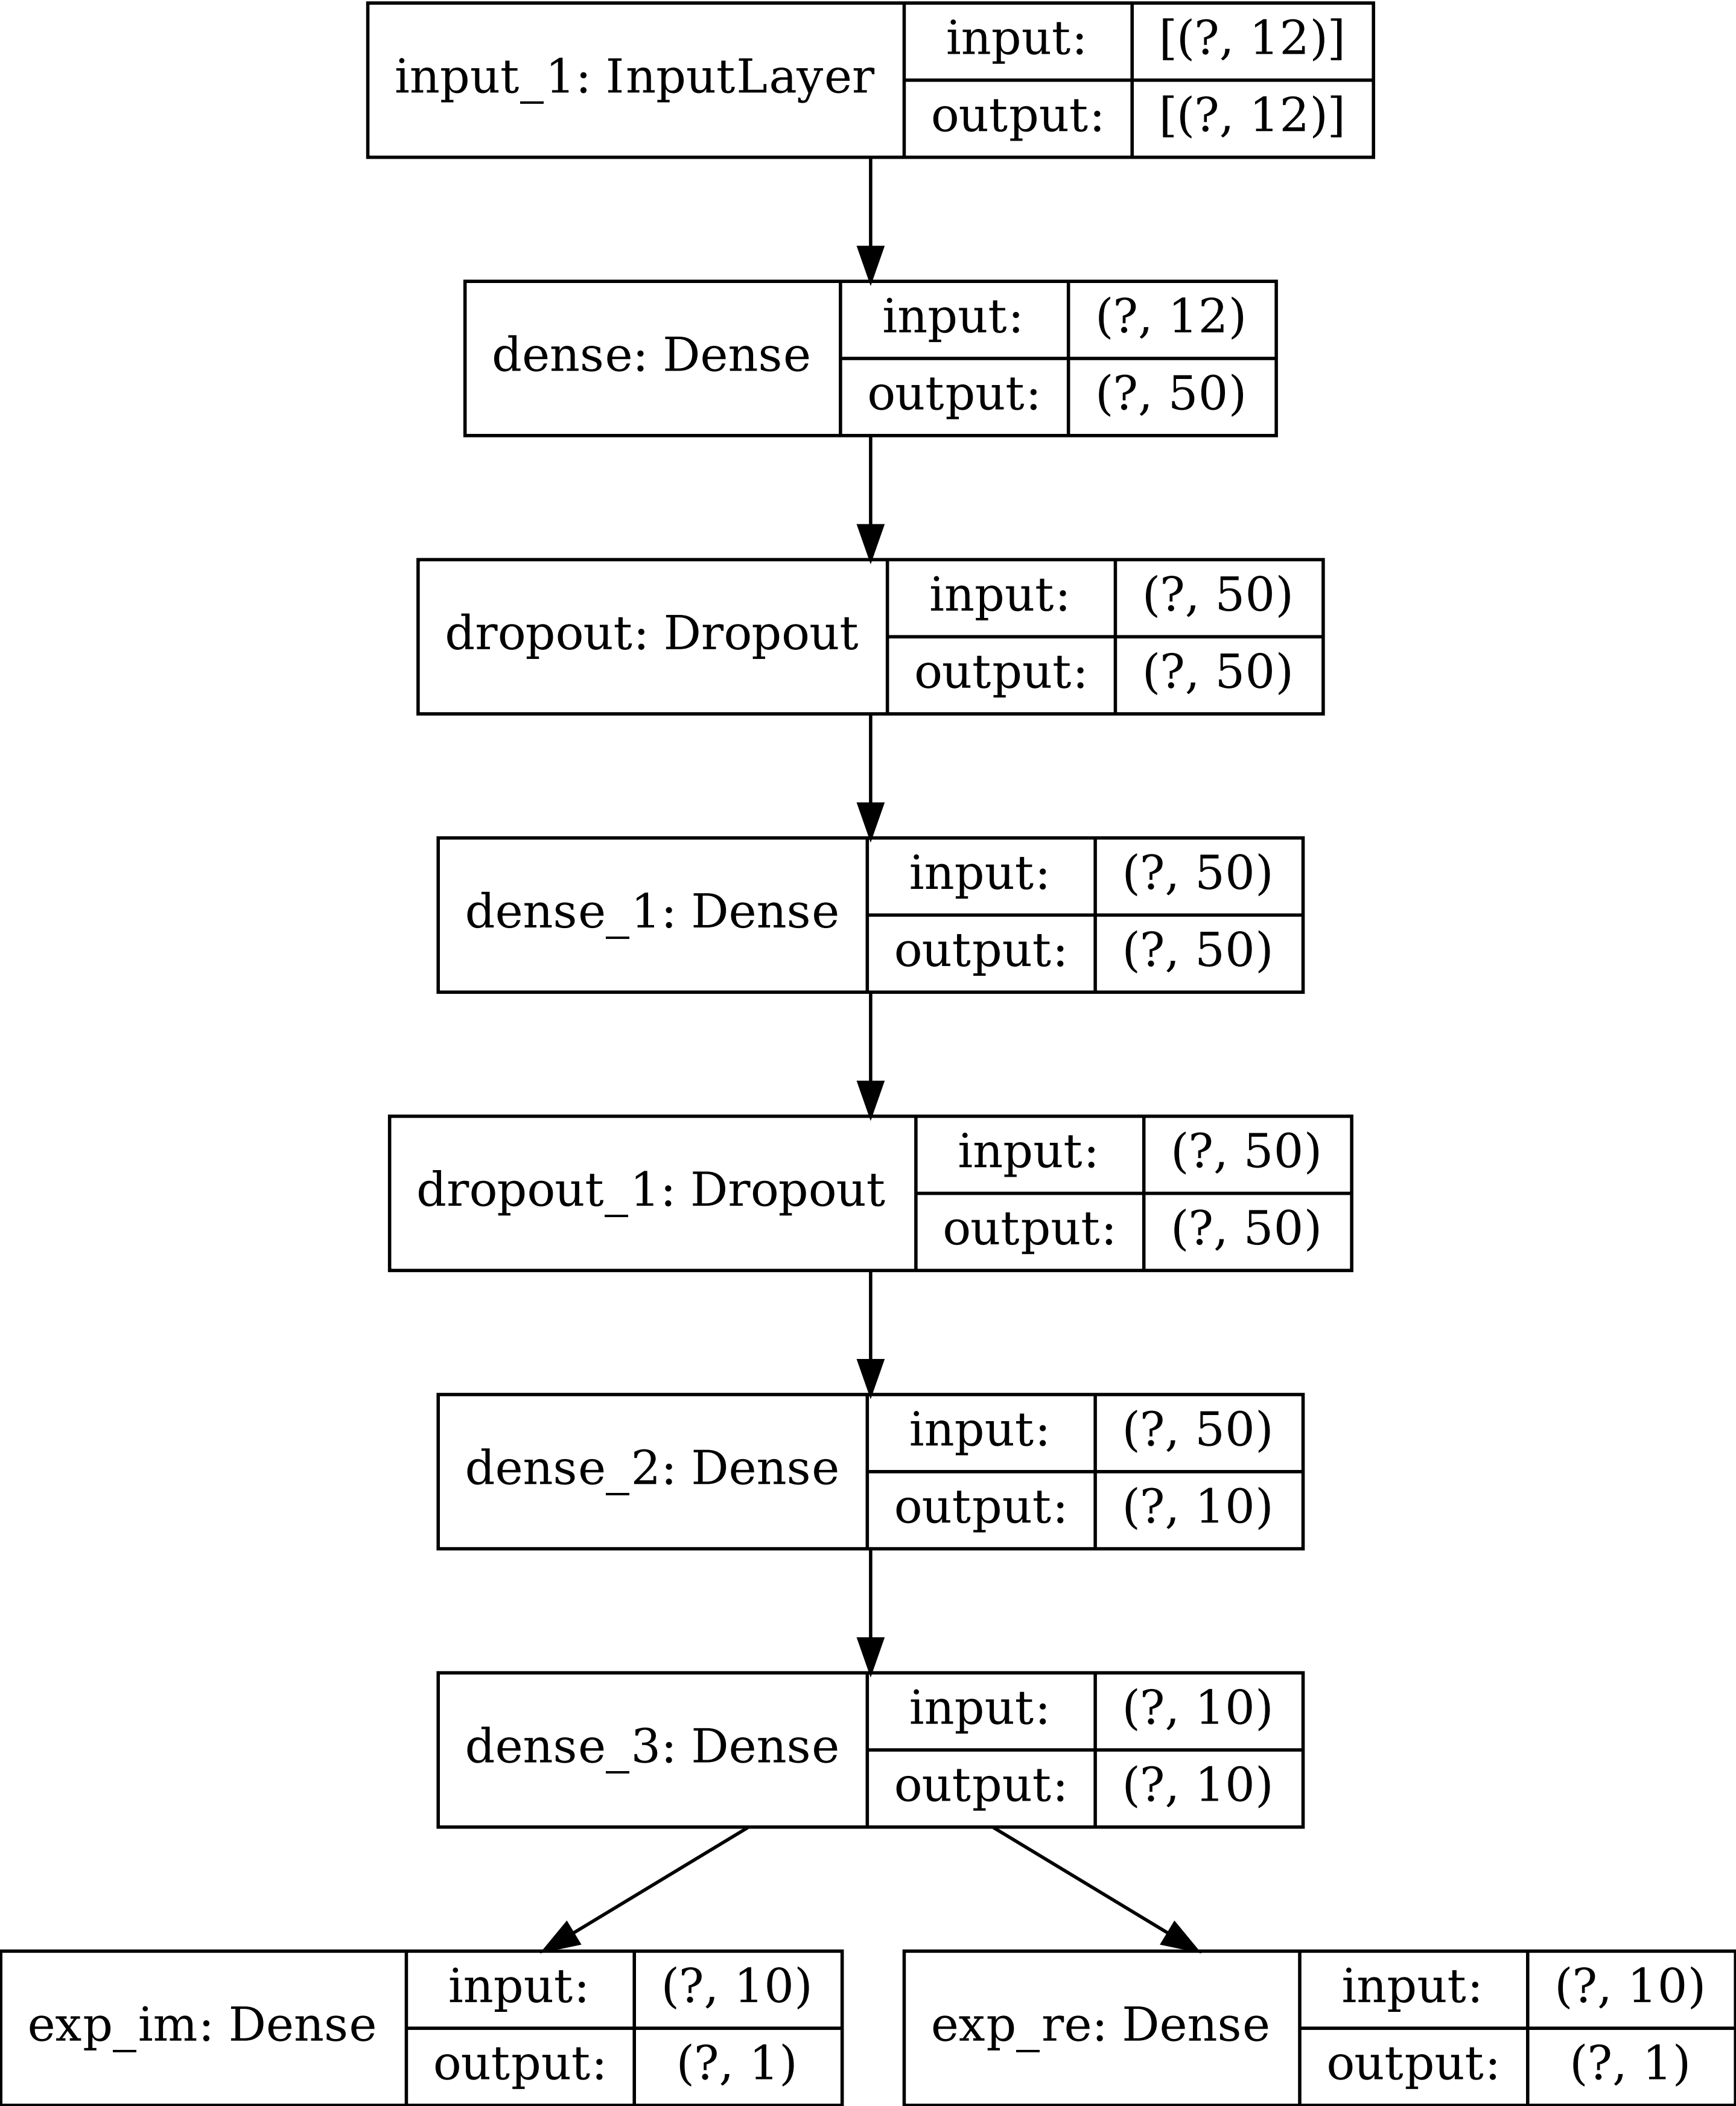 input_1: InputLayer
input: [(?, 12)]
output: [(?, 12)]
dense: Dense
input: (?, 12)
output: (?, 50)
dropout: Dropout
input: (?, 50)
output: (?, 50)
dense_1: Dense
input: (?, 50)
output: (?, 50)
dropout_1: Dropout
input: (?, 50)
output: (?, 50)
dense_2: Dense
input: (?, 50)
output: (?, 10)
dense_3: Dense
input: (?, 10)
output: (?, 10)
exp_im: Dense
input: (?, 10)
output: (?, 1)
exp_re: Dense
input: (?, 10)
output: (?, 1)